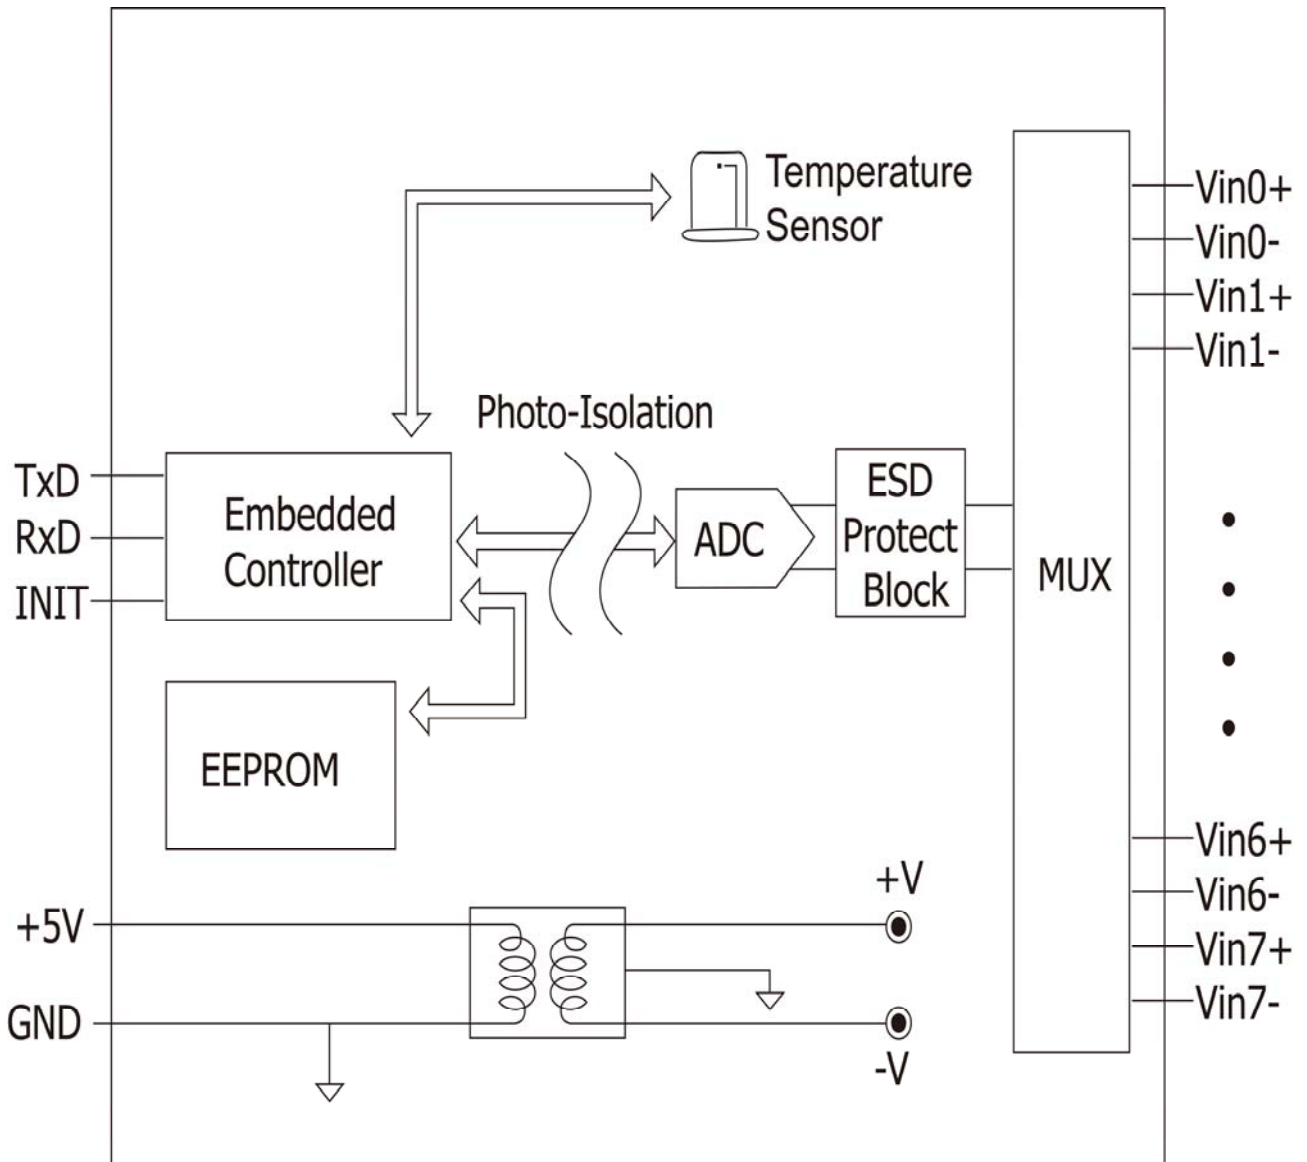 Temperature
Sensor
Vin0+
Vin0-
Vin1+
Vin1-
Photo-Isolation
TxD
RxD
INIT
Embedded
Controller
ADC
ESD
Protect
Block
MUX
EEPROM
Vin6+
Vin6-
Vin7+
Vin7-
+5V
GND
+V
-V